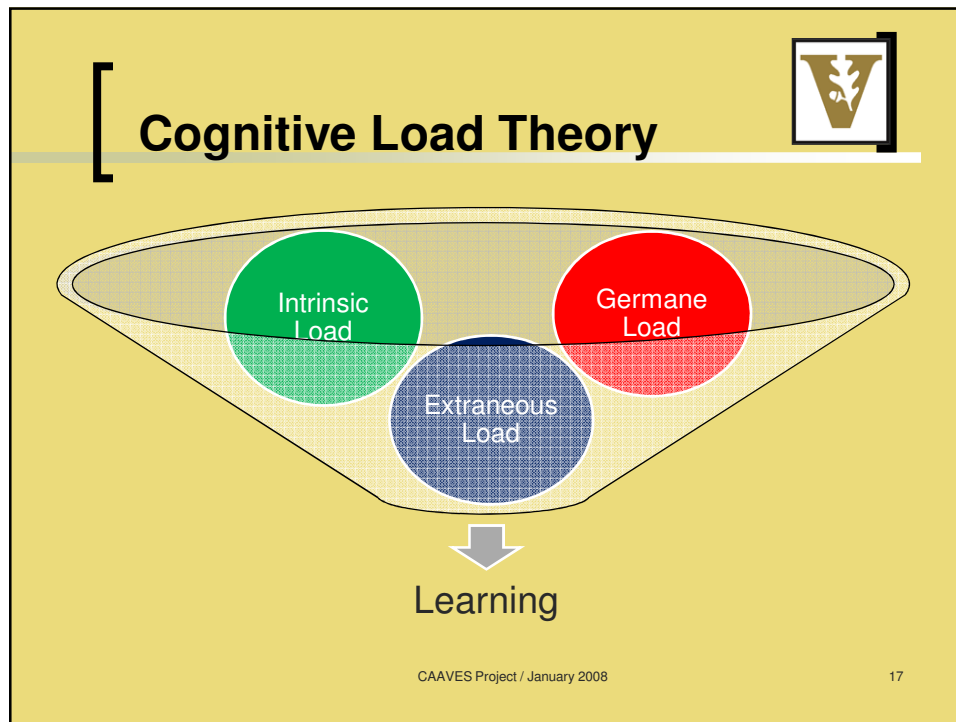 Cognitive Load Theory
V
Intrinsic
Load
Germane
Load
Extraneous
Load
Learning
CAAVES Project / January 2008
17